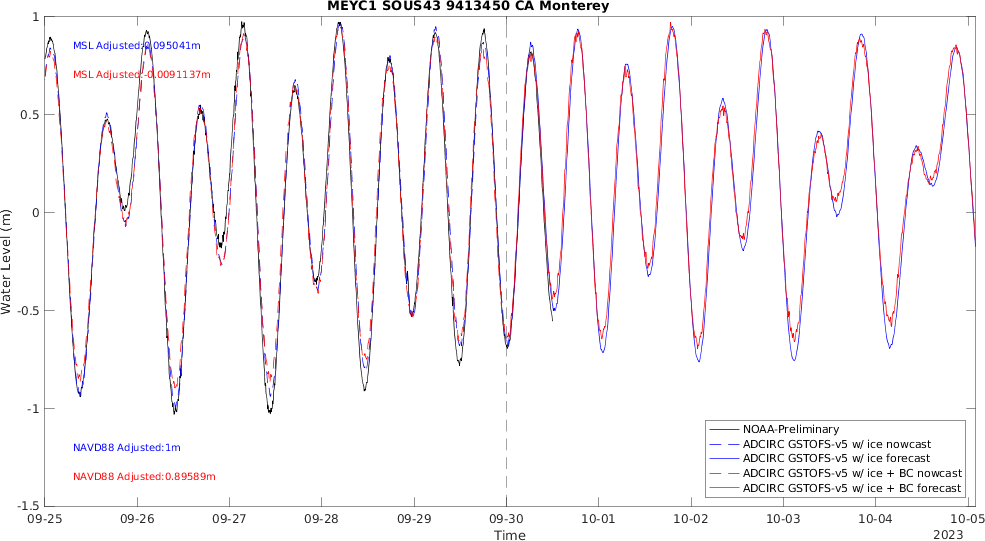 MEYC1 SOUS43 9413450 CA Monterey
1
MSL Adjusted:0.095041m
MSL Adjusted:-0.0091137m
0.5
0
Water Level (m)
-0.5
-1
NOAA-Preliminary
ADCIRC GSTOFS-v5 w/ ice nowcast
NAVD88 Adjusted:1m
ADCIRC GSTOFS-v5 w/ ice forecast
ADCIRC GSTOFS-v5 w/ ice + BC nowcast
NAVD88 Adjusted:0.89589m
ADCIRC GSTOFS-v5 w/ ice + BC forecast
-1.5
09-25 09-26 09-27 09-28 09-29 09-30 10-01 10-02 10-03 10-04 10-05
Time
2023